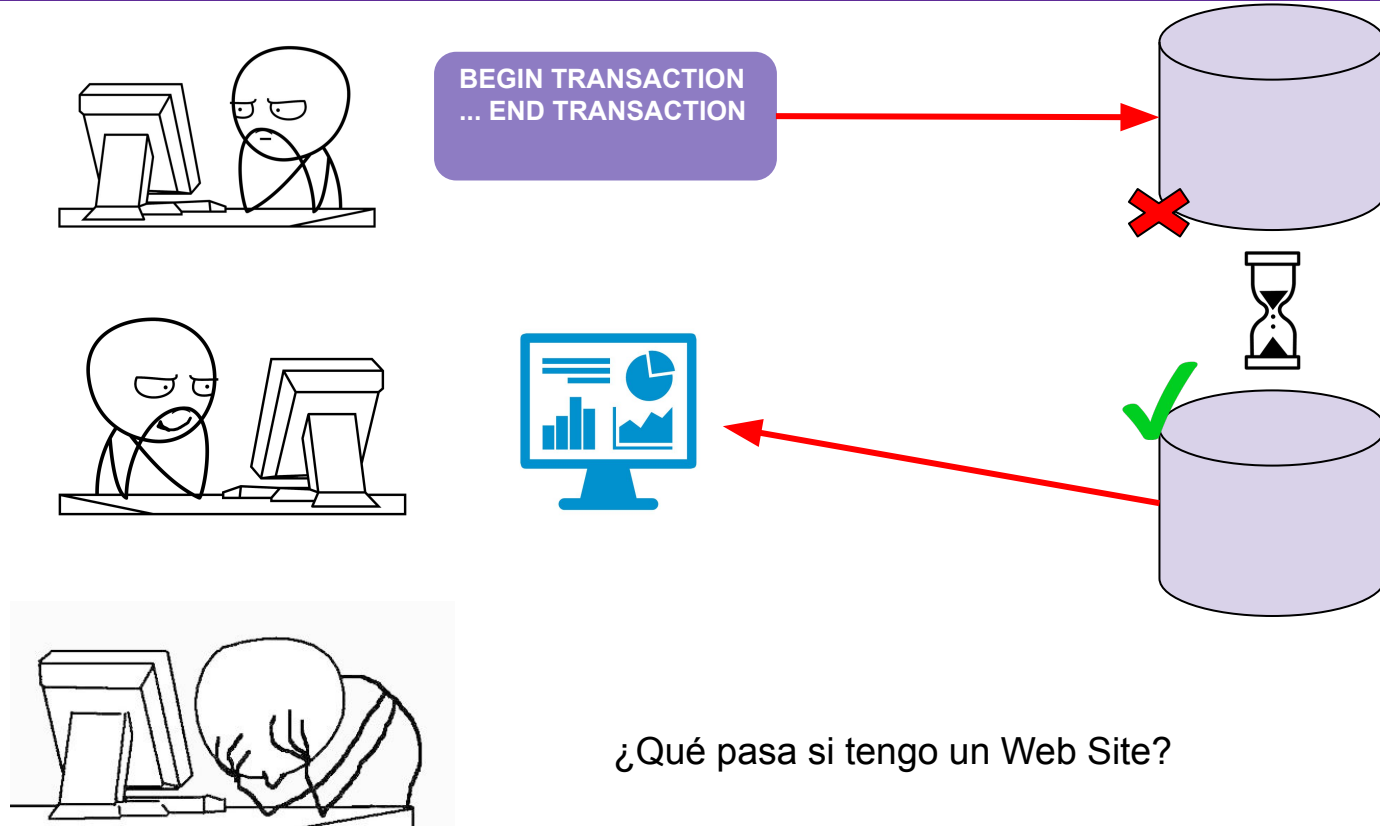 BEGIN TRANSACTION
... END TRANSACTION
¿Qué pasa si tengo un Web Site?